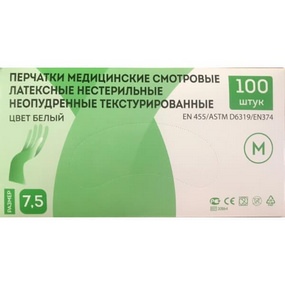 ПЕРЧАТКИ МЕДИЦИНСКИЕ СМОТРОВЫЕ
ЛАТЕКСНЫЕ НЕСТЕРИЛЬНЫЕ
НЕОПУДРЕННЫЕ ТЕКСТУРИРОВАННЫЕ
ЦВЕТ БЕЛЫЙ
100
штук
EN 455/ASTM D6319/EN374
M
РАЗМЕР
7,5